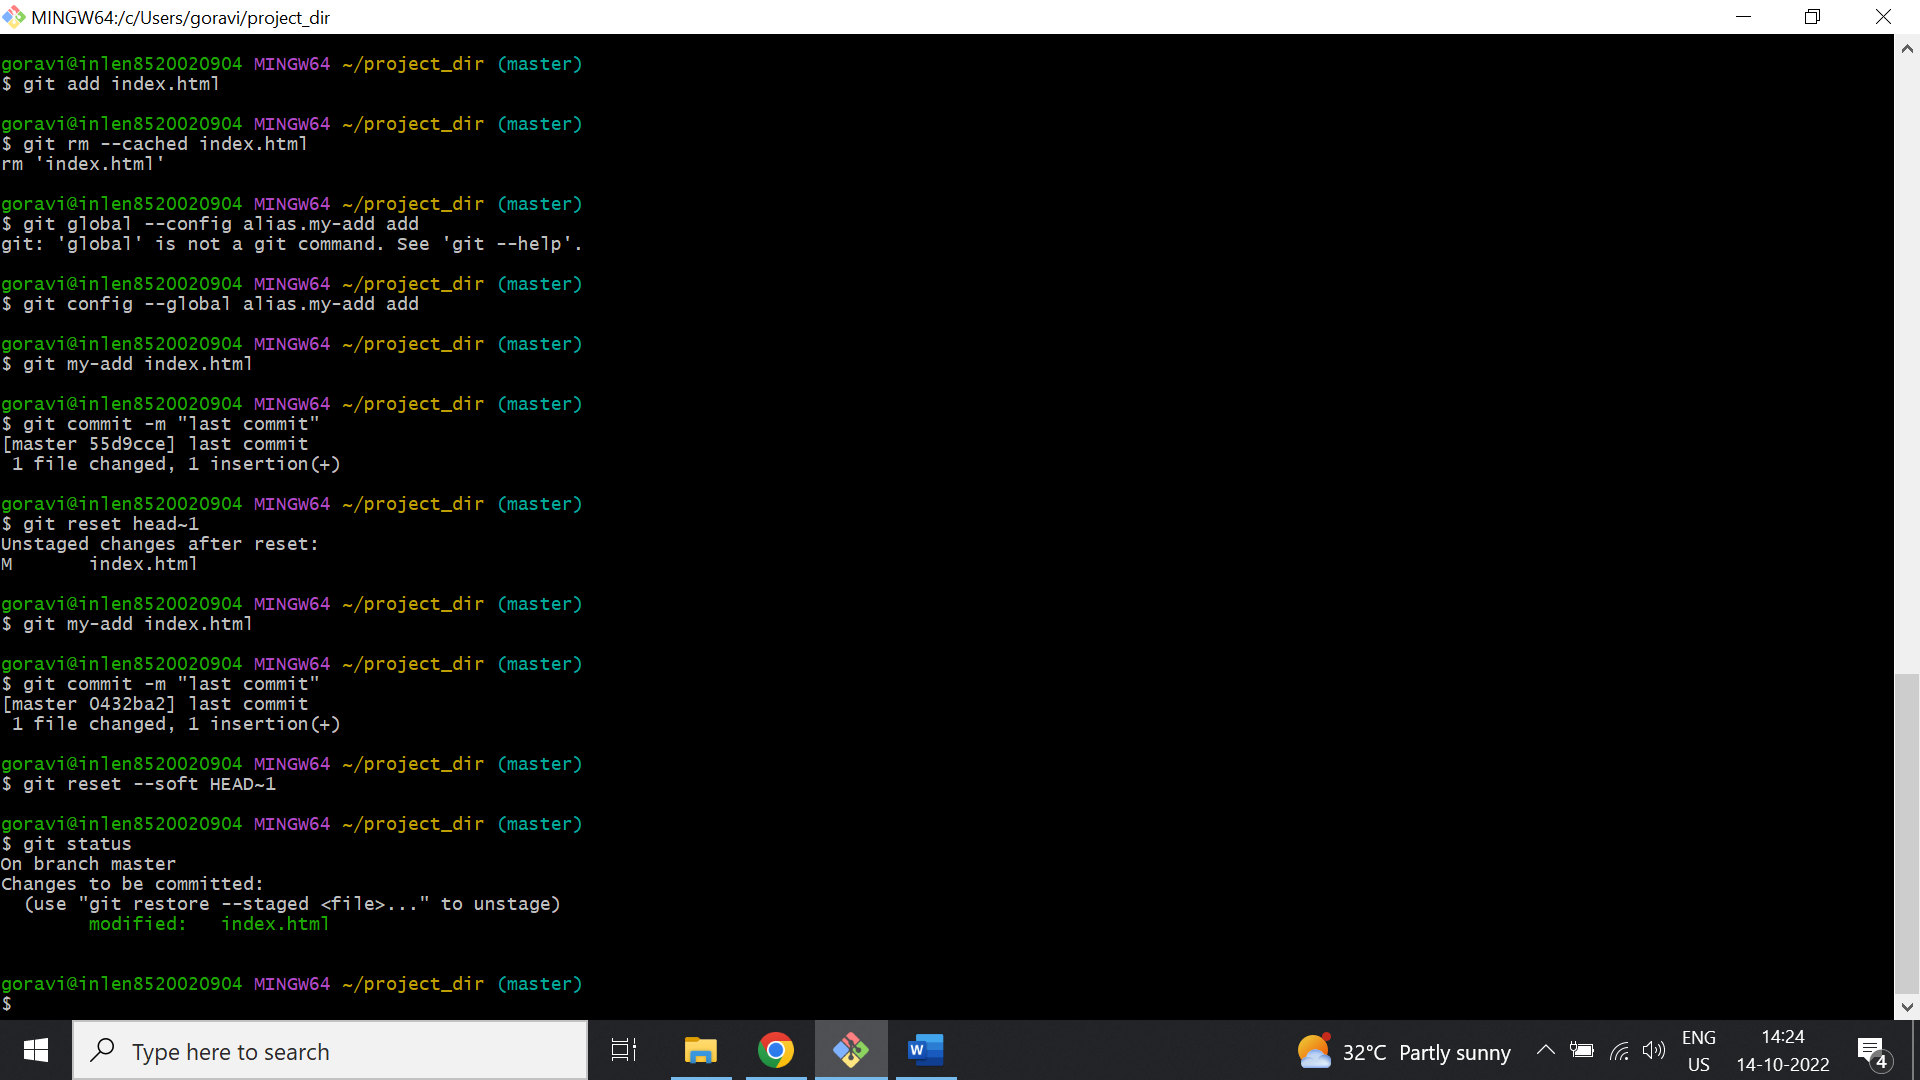 MINGW64:/c/Users/goravi/project_dir
goravi@inlen8520020904 MINGW64 ~/project_dir (master)
$ git add index.html
goravi@inlen8520020904 MINGW64 ~/project_dir (master)
$ git rm --cached index.html
rm 'index.html'
goravi@inlen8520020904 MINGW64 ~/project_dir (master)
$ git global --config alias.my-add add
git: 'global' is not a git command. See 'git --help'.
goravi@inlen8520020904 MINGW64 ~/project_dir (master)
$ git config --global alias.my-add add
goravi@inlen8520020904 MINGW64 ~/project_dir (master)
$ git my-add index.html
goravi@inlen8520020904 MINGW64 ~/project_dir (master)
$ git commit -m "last commit"
[master 55d9cce] last commit
 1 file changed, 1 insertion(+)
goravi@inlen8520020904 MINGW64 ~/project_dir (master)
$ git reset head~1
Unstaged changes after reset:
M       index.html
goravi@inlen8520020904 MINGW64 ~/project_dir (master)
$ git my-add index.html
goravi@inlen8520020904 MINGW64 ~/project_dir (master)
$ git commit -m "last commit"
[master 0432ba2] last commit
 1 file changed, 1 insertion(+)
goravi@inlen8520020904 MINGW64 ~/project_dir (master)
$ git reset --soft HEAD~1
goravi@inlen8520020904 MINGW64 ~/project_dir (master)
$ git status
On branch master
Changes to be committed:
  (use "git restore --staged <file>..." to unstage)
        modified:   index.html
goravi@inlen8520020904 MINGW64 ~/project_dir (master)
$
Type here to search
W
32°C Partly sunny
ENG
US
14:24
14-10-2022
4